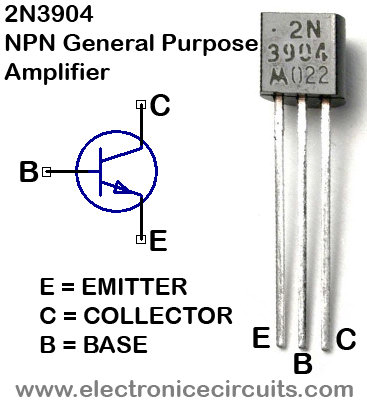 2N3904
NPN General Purpose
Amplifier
2N
3904
M022
C
B
E
E = EMITTER
C = COLLECTOR
B = BASE
E
B
C
www.electronicecircuits.com